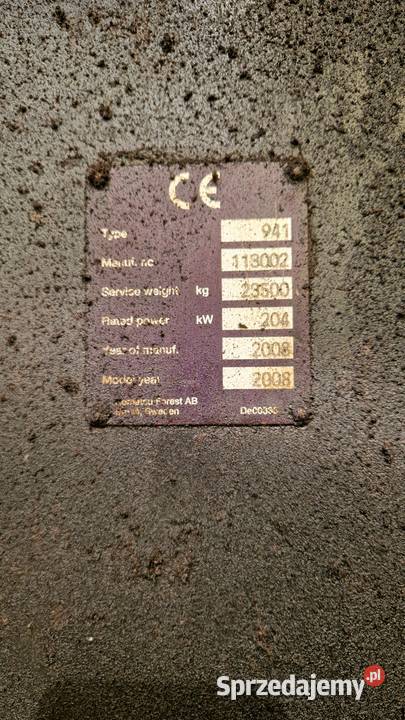 CE
Type 941
Manuf. no. 113002
Service weight kg 23500
Rated power kW 204
Year of manuf. 2008
Model year 2008
Komatsu Forest AB
Sweden
Sprzedajemy.pl